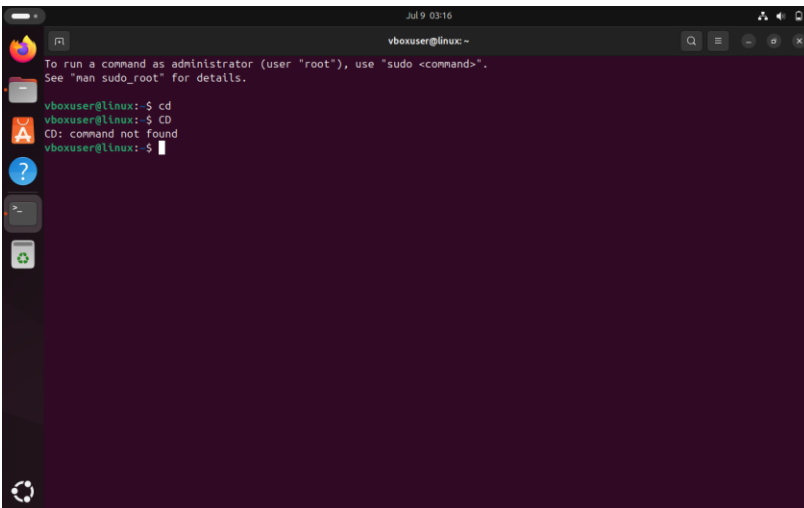 Jul 9 03:16
vboxuser@linux: ~
To run a command as administrator (user "root"), use "sudo <command>".
See "man sudo_root" for details.
vboxuser@linux:~$ cd
vboxuser@linux:~$ CD
CD: command not found
vboxuser@linux:~$